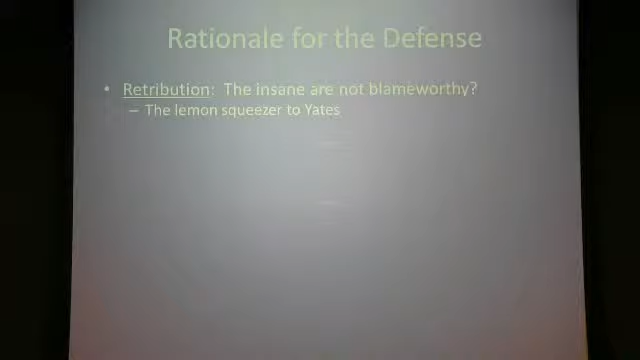 Rationale for the Defense
• Retribution: The insane are not blameworthy?
– The lemon squeezer to Yates